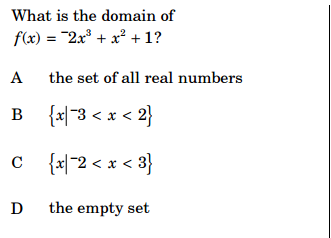 What is the domain of
f(x) = ⁻2x³ + x² + 1?
A the set of all real numbers
B {x|⁻3 < x < 2}
C {x|⁻2 < x < 3}
D the empty set